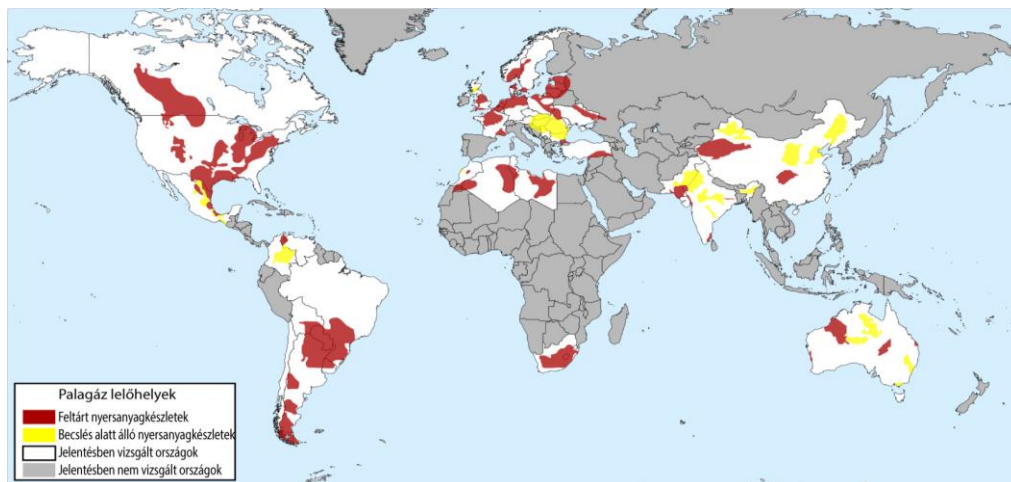 Palagáz lelőhelyek
Feltárt nyersanyagkészletek
Becslés alatt álló nyersanyagkészletek
Jelentésben vizsgált országok
Jelentésben nem vizsgált országok